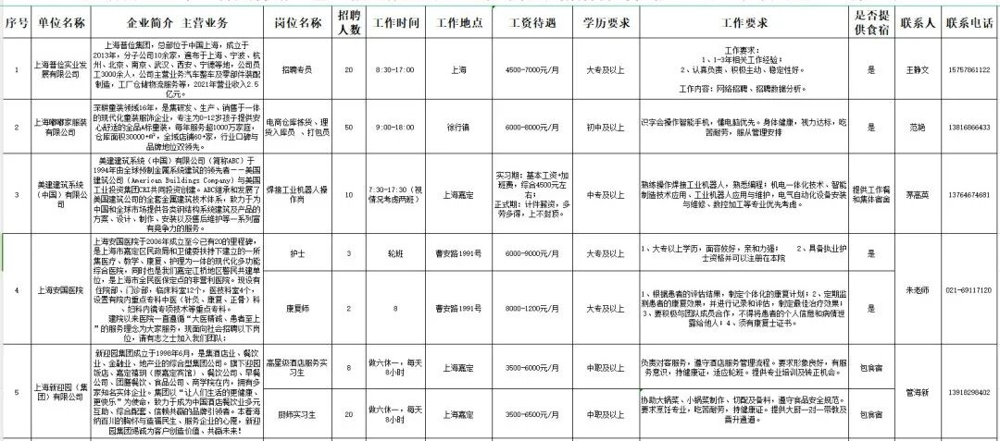 序号 单位名称 企业简介 主营业务 岗位名称 招聘人数 工作时间 工作地点 工资待遇 学历要求 工作要求 是否提供食宿 联系人 联系电话
1
上海普俭实业发展有限公司
上海普俭集团，总部位于中国上海，成立于
2013年，分子公司10余家，遍布于上海、宁波、杭
州、北京、南京、武汉、西安、宁德等地，公司员
工3000余人，公司主营业务汽车整车及零部件装配
制造，工厂仓储物流服务等，2021年营业收入2.5
亿元。
招聘专员
20
8:30-17:00
上海
4500-7000元/月
大专及以上
工作要求：
1、1-3年相关工作经验；
2、认真负责、积极主动、稳定性好。
工作内容：网络招聘、招聘数据分析。
是
王静文
15757861122
2
上海嘟嘟家服装有限公司
深耕童装领域16年，是集研发、生产、销售于一体
的现代化童装服饰企业，专注为0-12岁孩子提供安
心舒适的全品A标童装，每年服务超1000万家庭，
仓库面积30000+㎡，全域店铺60+家，行业口碑与
品牌地位双领先。
电商仓库拣货、理
货入库员、打包员
50
9:00-18:00
徐行镇
6000-8000元/月
初中及以上
识字会操作智能手机，懂电脑优先。身体健康，视力达标，吃
苦耐劳，服从管理安排
是
范艳
13816866433
3
美建建筑系统
（中国）有限公
司
美建建筑系统（中国）有限公司（简称ABC）于
1994年由全球预制金属系统建筑的领先者——美国
建筑公司（American Buildings Company）与美国
工业投资集团CRI共同投资创建。ABC继承和发展了
美国建筑公司的全套金属建筑技术体系，致力于为
中国和全球市场提供各类钢结构系统建筑及产品的
方案、设计、制作、安装以及售后维护等一系列富
有竞争力的服务。
焊接工业机器人操
作岗
10
7:30-17:30（视
情况考虑两班）
上海嘉定
实习期：基本工资+加
班费，综合4500元左
右；
正式期：计件薪资，多
劳多得，上不封顶。
中专及以上
熟练操作焊接工业机器人，熟悉编程；机电一体化技术、智能
制造技术应用、工业机器人应用与维护，电气自动化设备安装
与维修、数控加工等专业优先考虑。
提供工作餐
和集体宿舍
茅高英
13764674681
4
上海安国医院
上海安国医院于2006年成立至今已有20的里程碑，
是上海市嘉定区民政局和卫健委扶持下建立的一所
集医疗、教学、康复、护理为一体的现代化多功能
综合医院，同时也是我们嘉定江桥地区警民共建单
位，是上海市全民医保定点的非营利医院。现设有
住院部、门诊部，临床科室12个，医技科室4个，
设置有院内重点专科中医（针灸、康复、正骨）科
、妇科内镜专项技术等重点专科。
建院以来医院一直遵循“大医精诚、患者至上
”的服务理念为大家服务，现面向社会招聘以下岗
位，请有志之士加入我们团队：
护士
3
轮班
曹安路1991号
6000-9000元/月
大专及以上
1、大专以上学历，面容姣好，亲和力强； 2、具备执业护
士资格并可以注册在本院
是
朱老师
021-69117120
康复师
2
8
曹安路1991号
8000-1200元/月
大专及以上
1、根据患者的评估结果，制定个体化的康复计划；2、定期监
测患者的康复效果，并进行记录和评估，制定最佳治疗效果；
3、要积极与团队成员合作，不得将患者的个人信息和病情泄
露给他人；4、须有康复士证书。
是
5
上海新迎园（集
团）有限公司
新迎园集团成立于1998年6月，是集酒店业、餐饮
业、金融业、地产业的综合型集团公司。旗下迎园
饭店、嘉定禧玥（原嘉定宾馆）、餐饮公司、早餐
公司、团膳餐饮、食品公司、商学院在内，拥有多
家知名实体企业。集团以“让人们生活的更健康、
更快乐”为使命，致力于成为中国酒店餐饮业多元
互助、综合配套、信赖共赢的品牌引领者。本着海
纳百川的胸怀与造福民生、服务企业的心愿，新迎
园集团竭诚为客户创造价值、共赢未来！
高星级酒店服务实
习生
8
做六休一，每天
8小时
上海嘉定
3500-6000元/月
中职及以上
负责对客服务，遵守酒店服务管理流程。要求形象良好，有服
务意识，持健康证，适应轮班。提供专业培训及转正机会。
包食宿
管海新
13918298402
厨师实习生
20
做六休一，每天
8小时
上海嘉定
3500-6500元/月
中职及以上
协助大锅菜、小锅菜制作、切配及备料，遵守食品安全规范。
要求烹饪专业，吃苦耐劳，持健康证。提供大厨一对一带教及
晋升通道。
包食宿